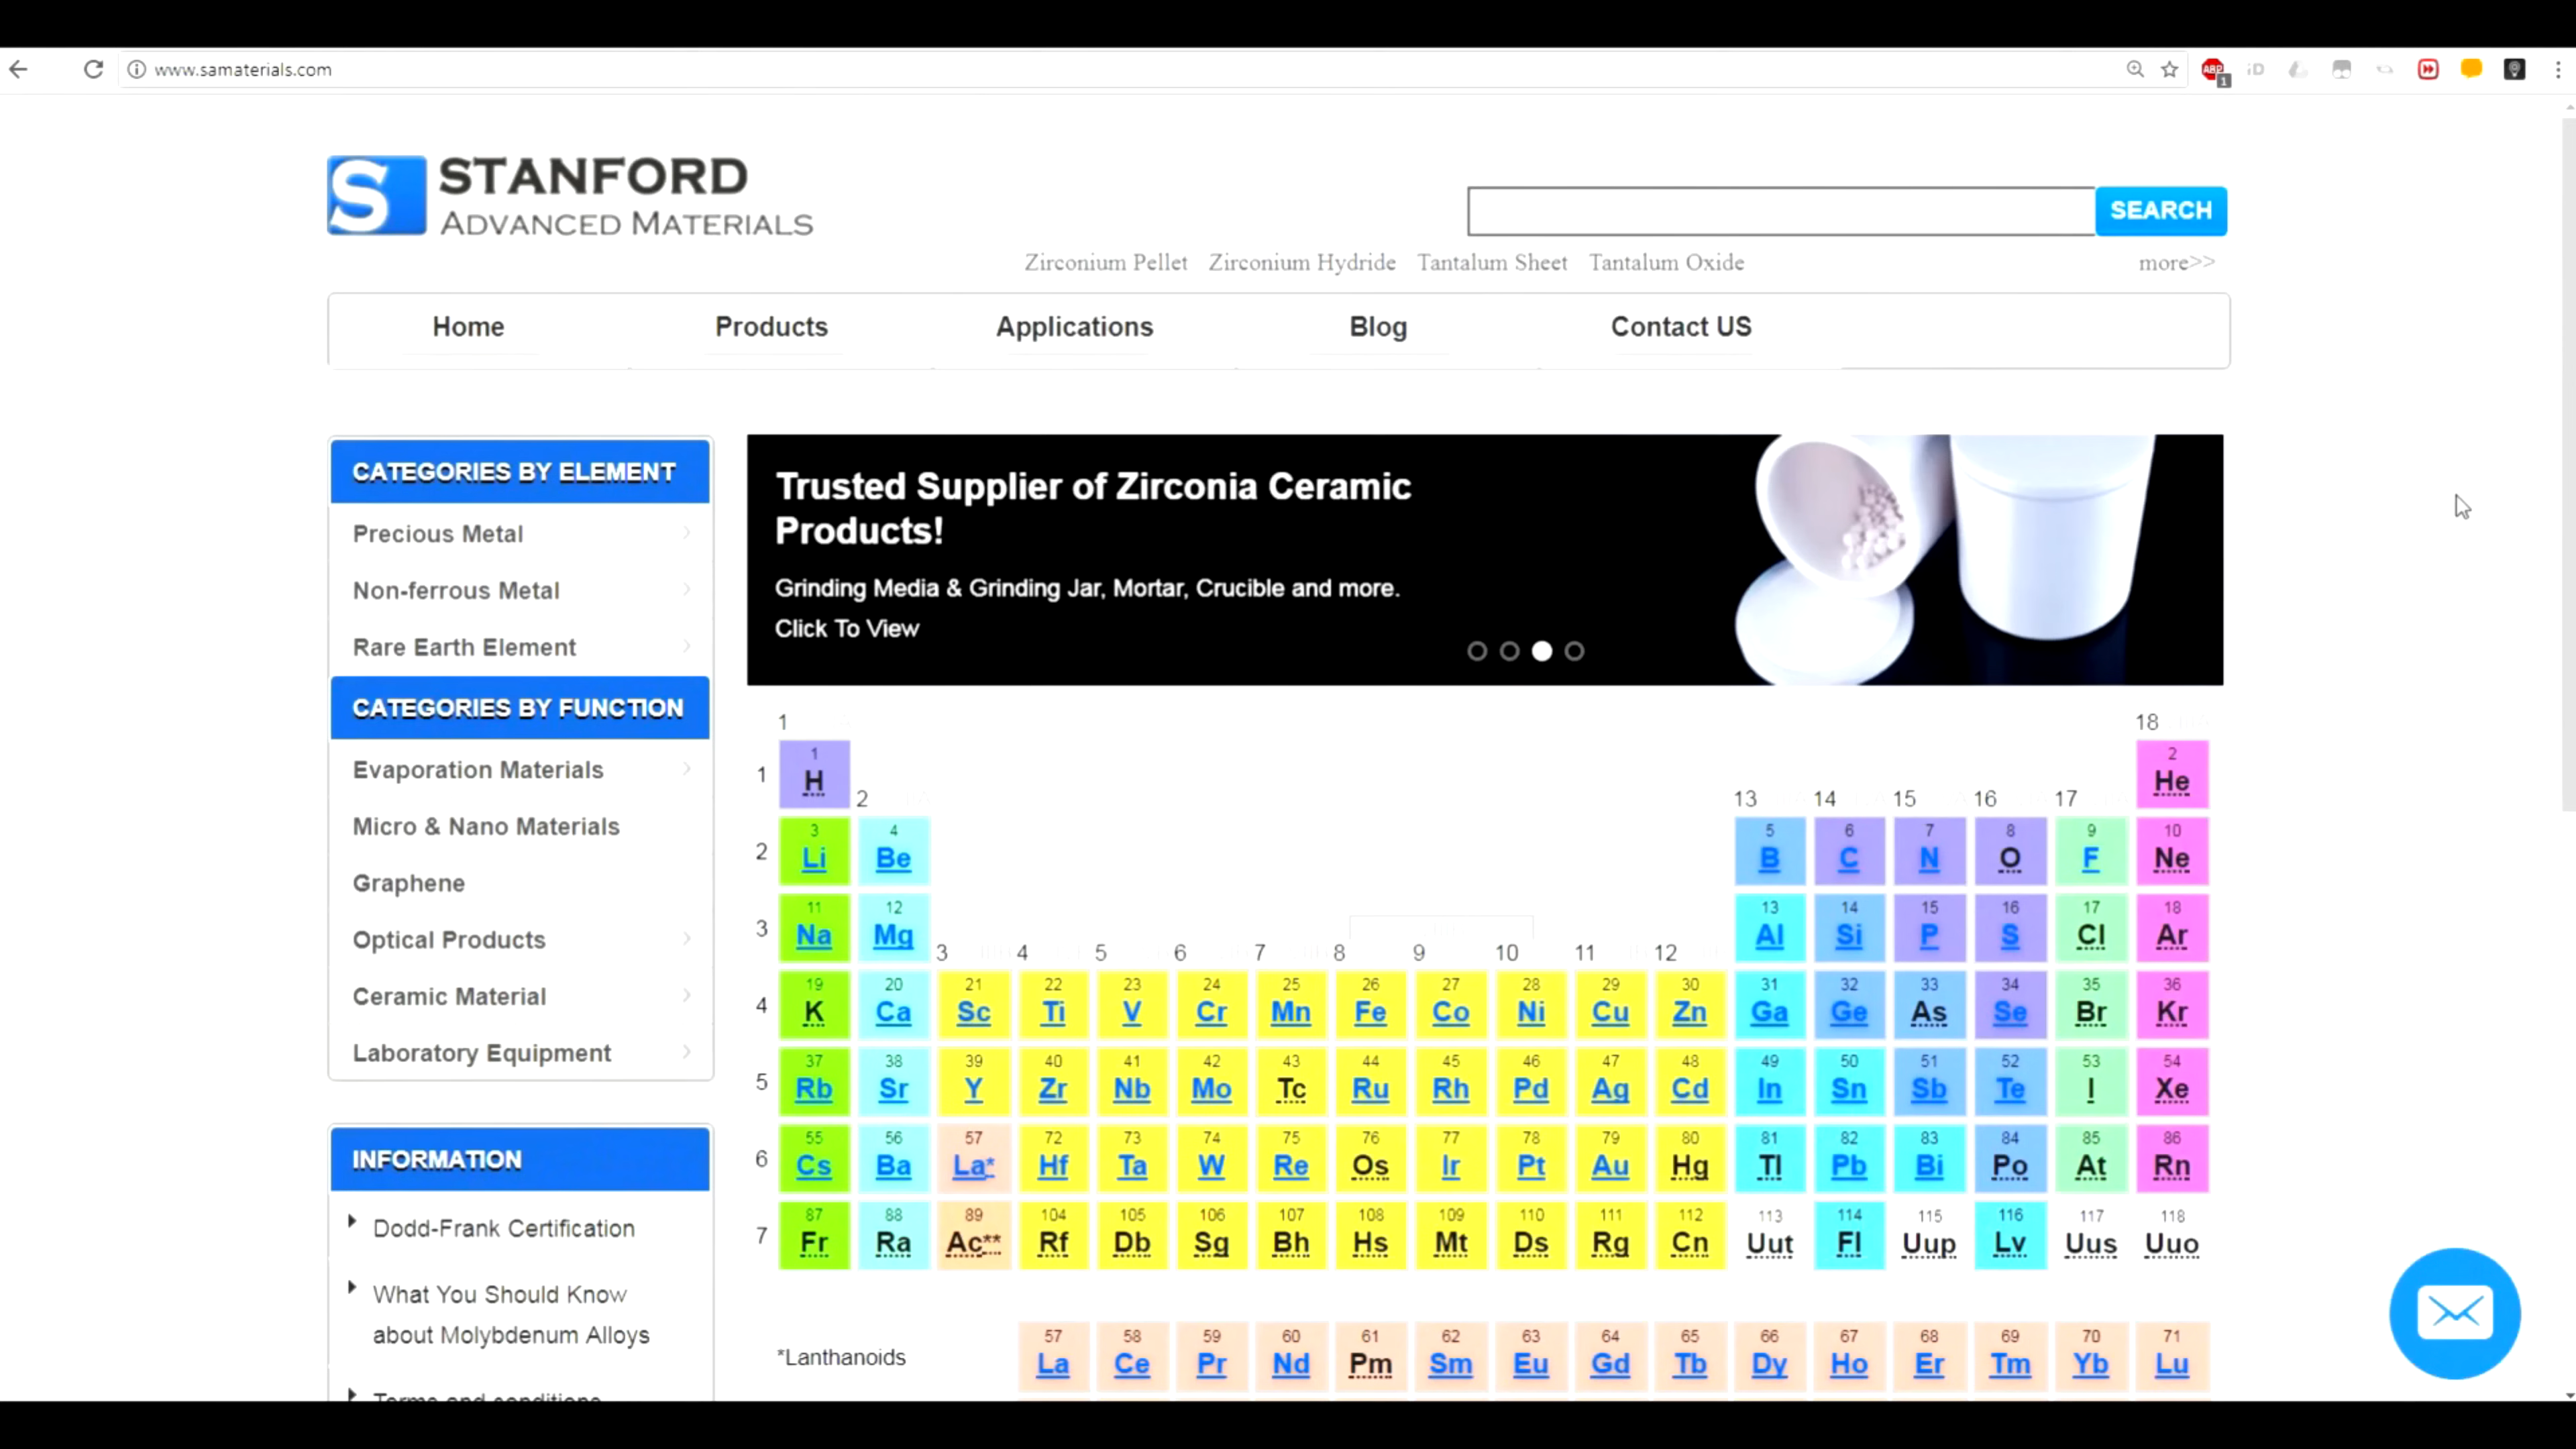 www.samaterials.com
ABP
1
iD
S
STANFORD
ADVANCED MATERIALS
SEARCH
Zirconium Pellet Zirconium Hydride Tantalum Sheet Tantalum Oxide more>>
Home Products Applications Blog Contact US
CATEGORIES BY ELEMENT
Precious Metal
Non-ferrous Metal
Rare Earth Element
CATEGORIES BY FUNCTION
Evaporation Materials
Micro & Nano Materials
Graphene
Optical Products
Ceramic Material
Laboratory Equipment
INFORMATION
Dodd-Frank Certification
What You Should Know
about Molybdenum Alloys
Terms and conditions
Trusted Supplier of Zirconia Ceramic
Products!
Grinding Media & Grinding Jar, Mortar, Crucible and more.
Click To View
1 18
1 2
1 H He
2 13 14 15 16 17
3 4 5 6 7 8 9 10
2 Li Be B C N O F Ne
11 12 13 14 15 16 17 18
3 Na Mg Al Si P S Cl Ar
3 4 5 6 7 8 9 10 11 12
19 20 21 22 23 24 25 26 27 28 29 30 31 32 33 34 35 36
4 K Ca Sc Ti V Cr Mn Fe Co Ni Cu Zn Ga Ge As Se Br Kr
37 38 39 40 41 42 43 44 45 46 47 48 49 50 51 52 53 54
5 Rb Sr Y Zr Nb Mo Tc Ru Rh Pd Ag Cd In Sn Sb Te I Xe
55 56 57 72 73 74 75 76 77 78 79 80 81 82 83 84 85 86
6 Cs Ba La* Hf Ta W Re Os Ir Pt Au Hg Tl Pb Bi Po At Rn
87 88 89 104 105 106 107 108 109 110 111 112 113 114 115 116 117 118
7 Fr Ra Ac** Rf Db Sg Bh Hs Mt Ds Rg Cn Uut Fl Uup Lv Uus Uuo
57 58 59 60 61 62 63 64 65 66 67 68 69 70 71
*Lanthanoids La Ce Pr Nd Pm Sm Eu Gd Tb Dy Ho Er Tm Yb Lu